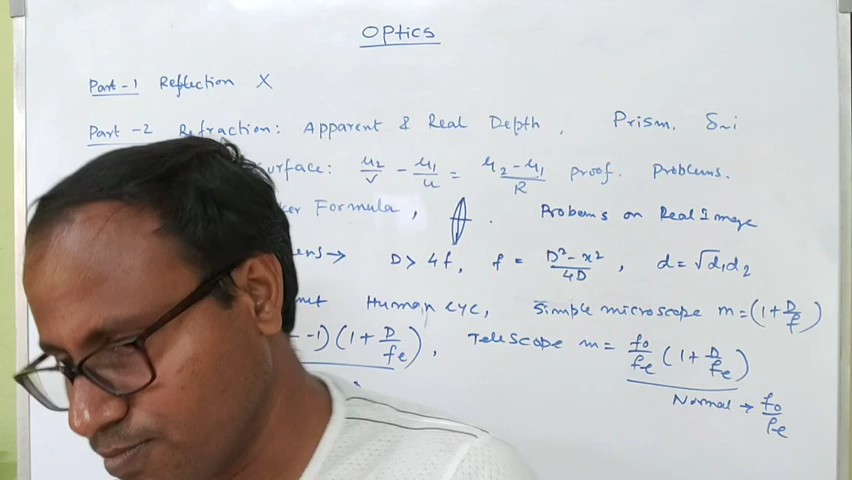 Optics
Part-1 Reflection X
Part-2 Refraction: Apparent & Real Depth, Prism. δ~i
urface: μ2/v - μ1/u = μ2-μ1/R proof. Problems.
ker Formula, . Probems on Real Image
ens→ D>4f, f = D²-x²/4D, d=√d1d2
Human Eye, Simple microscope m=(1+D/f)
-1)(1+D/fe), Telescope m= fo/fe (1+D/fe)
Normal → fo/fe